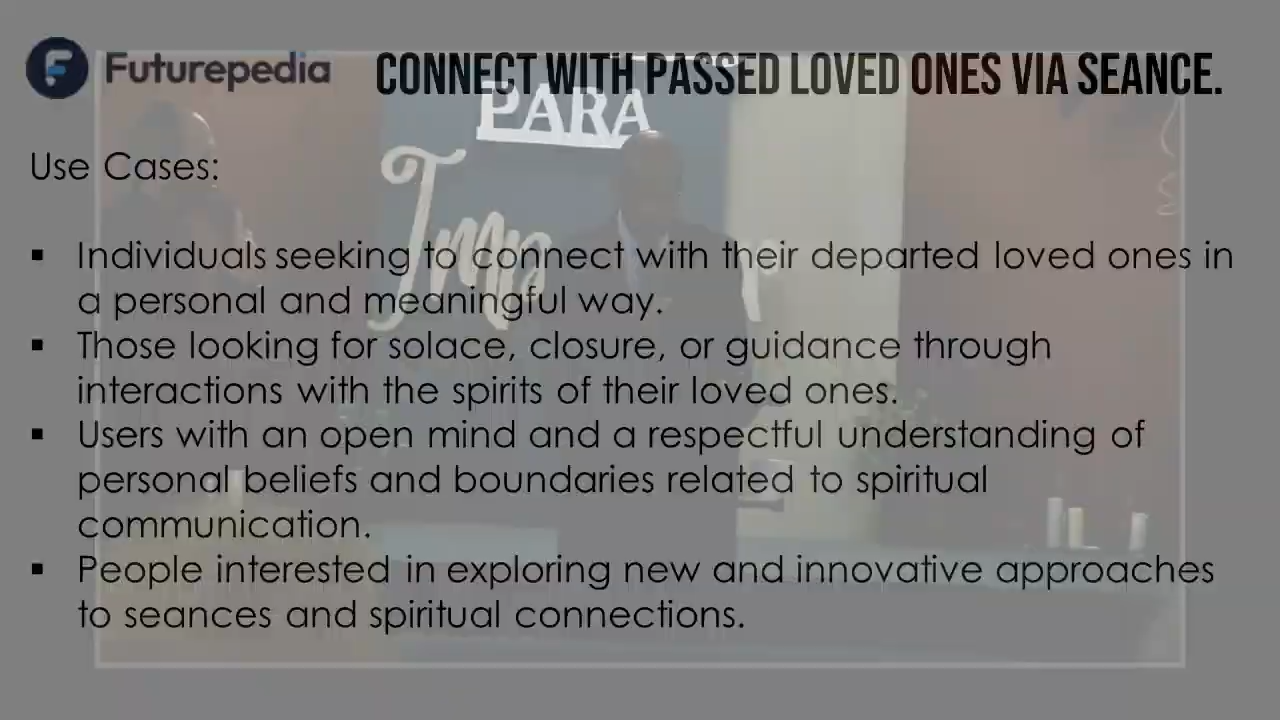 Futurepedia
CONNECT WITH PASSED LOVED ONES VIA SEANCE.
PARA
Imp
Use Cases:
▪ Individuals seeking to connect with their departed loved ones in
a personal and meaningful way.
▪ Those looking for solace, closure, or guidance through
interactions with the spirits of their loved ones.
▪ Users with an open mind and a respectful understanding of
personal beliefs and boundaries related to spiritual
communication.
▪ People interested in exploring new and innovative approaches
to seances and spiritual connections.